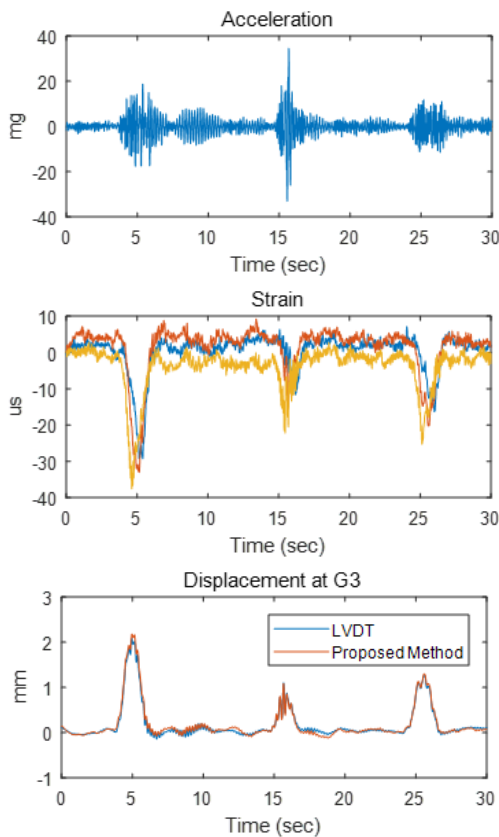 Acceleration
40
20
0
-20
-40
mg
0 5 10 15 20 25 30
Time (sec)
Strain
10
0
-10
-20
-30
-40
us
0 5 10 15 20 25 30
Time (sec)
Displacement at G3
3
2
1
0
-1
mm
LVDT
Proposed Method
0 5 10 15 20 25 30
Time (sec)